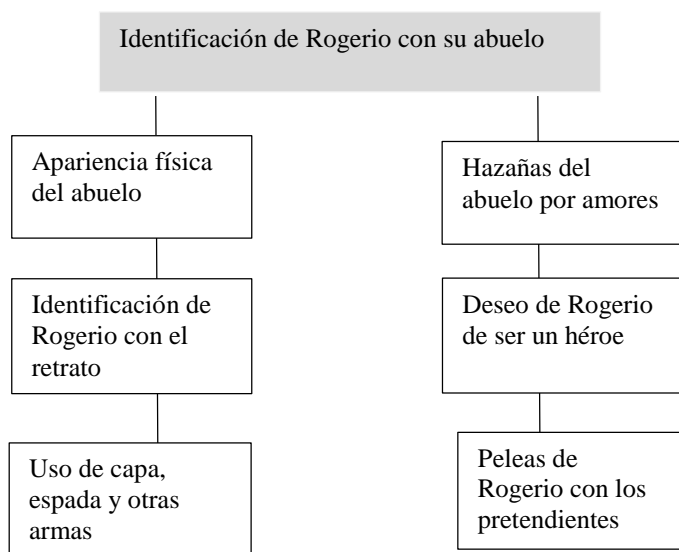 Identificación de Rogerio con su abuelo
Apariencia física
del abuelo
Identificación de
Rogerio con el
retrato
Uso de capa,
espada y otras
armas
Hazañas del
abuelo por amores
Deseo de Rogerio
de ser un héroe
Peleas de
Rogerio con los
pretendientes